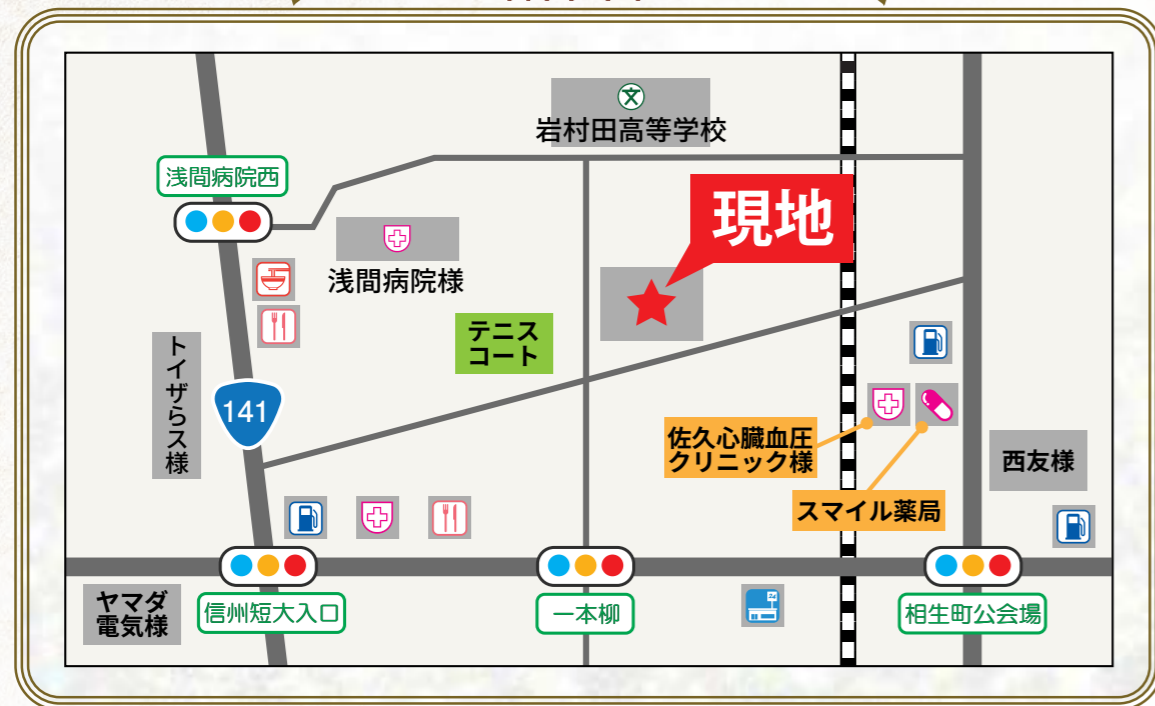 文
岩村田高等学校
浅間病院西
現地
浅間病院様
テニス
コート
トイザらス様
141
佐久心臓血圧
クリニック様
西友様
スマイル薬局
ヤマダ
電気様
信州短大入口
一本柳
相生町公会場